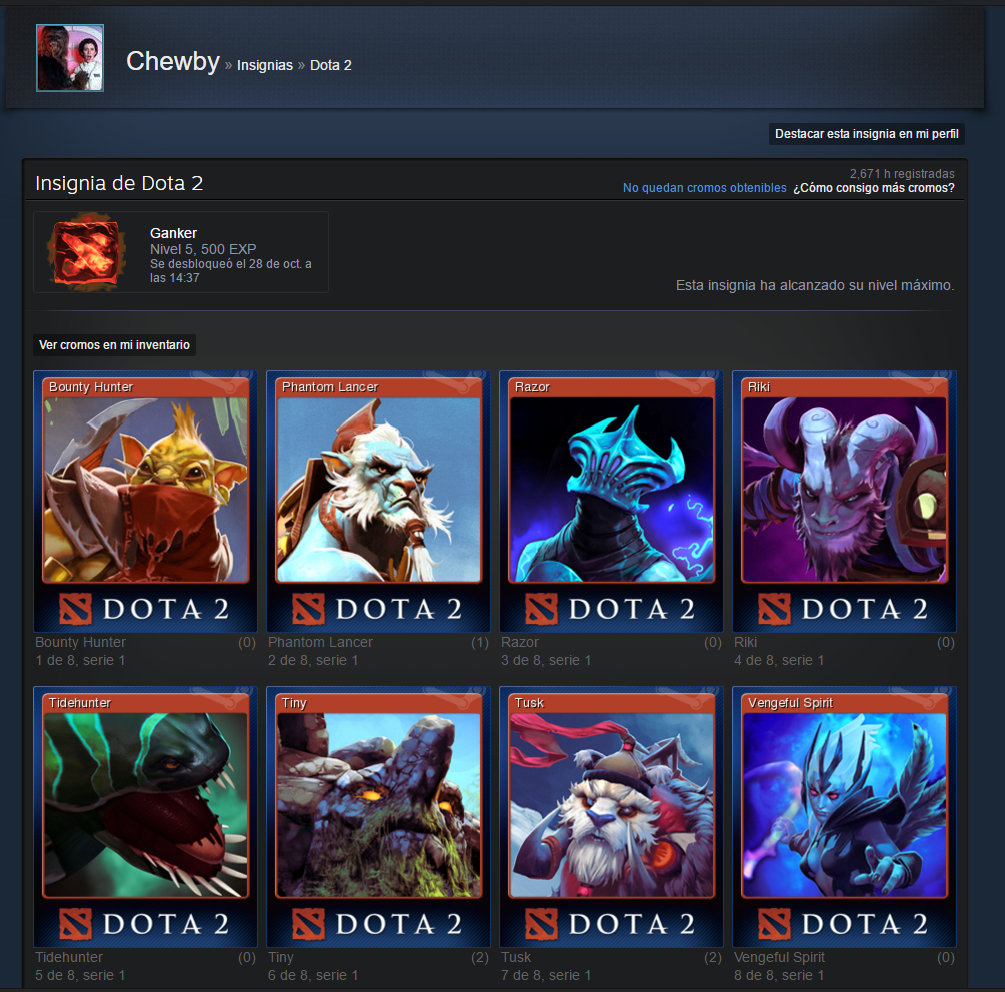 Chewby » Insignias » Dota 2
Destacar esta insignia en mi perfil
Insignia de Dota 2
2,671 h registradas
No quedan cromos obtenibles ¿Cómo consigo más cromos?
Ganker
Nivel 5, 500 EXP
Se desbloqueó el 28 de oct. a
las 14:37
Esta insignia ha alcanzado su nivel máximo.
Ver cromos en mi inventario
Bounty Hunter Phantom Lancer Razor Riki
DOTA 2 DOTA 2 DOTA 2 DOTA 2
Bounty Hunter (0) Phantom Lancer (1) Razor (0) Riki (0)
1 de 8, serie 1 2 de 8, serie 1 3 de 8, serie 1 4 de 8, serie 1
Tidehunter Tiny Tusk Vengeful Spirit
DOTA 2 DOTA 2 DOTA 2 DOTA 2
Tidehunter (0) Tiny (2) Tusk (2) Vengeful Spirit (0)
5 de 8, serie 1 6 de 8, serie 1 7 de 8, serie 1 8 de 8, serie 1